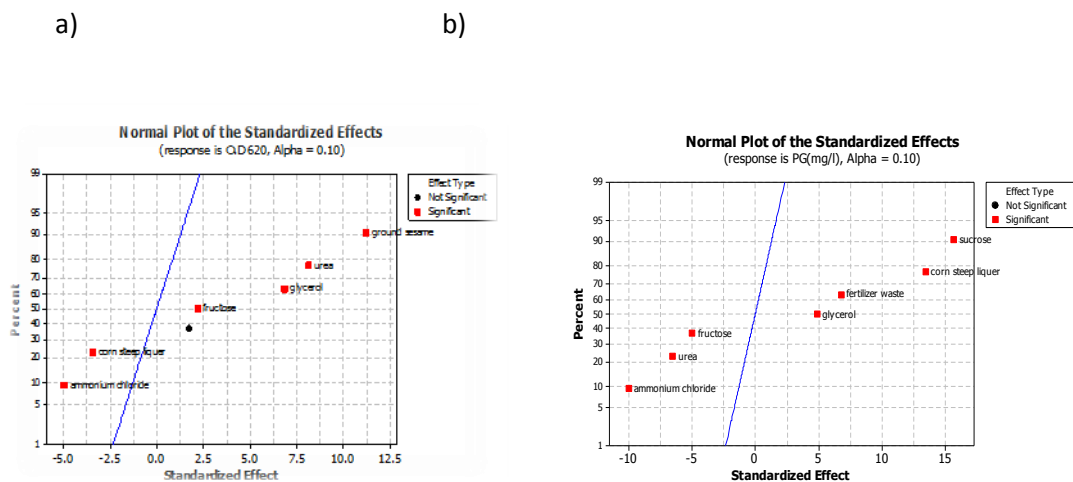 a)
b)
Normal Plot of the Standardized Effects
(response is OD620, Alpha = 0.10)
99
95
90
80
70
60
50
40
30
20
10
5
1
Percent
-5.0 -2.5 0.0 2.5 5.0 7.5 10.0 12.5
Standardized Effect
Effect Type
Not Significant
Significant
ground sesame
urea
glycerol
fructose
corn steep liquer
ammonium chloride
Normal Plot of the Standardized Effects
(response is PG(mg/l), Alpha = 0.10)
99
95
90
80
70
60
50
40
30
20
10
5
1
Percent
-10 -5 0 5 10 15
Standardized Effect
Effect Type
Not Significant
Significant
sucrose
corn steep liquer
fertilizer waste
glycerol
fructose
urea
ammonium chloride